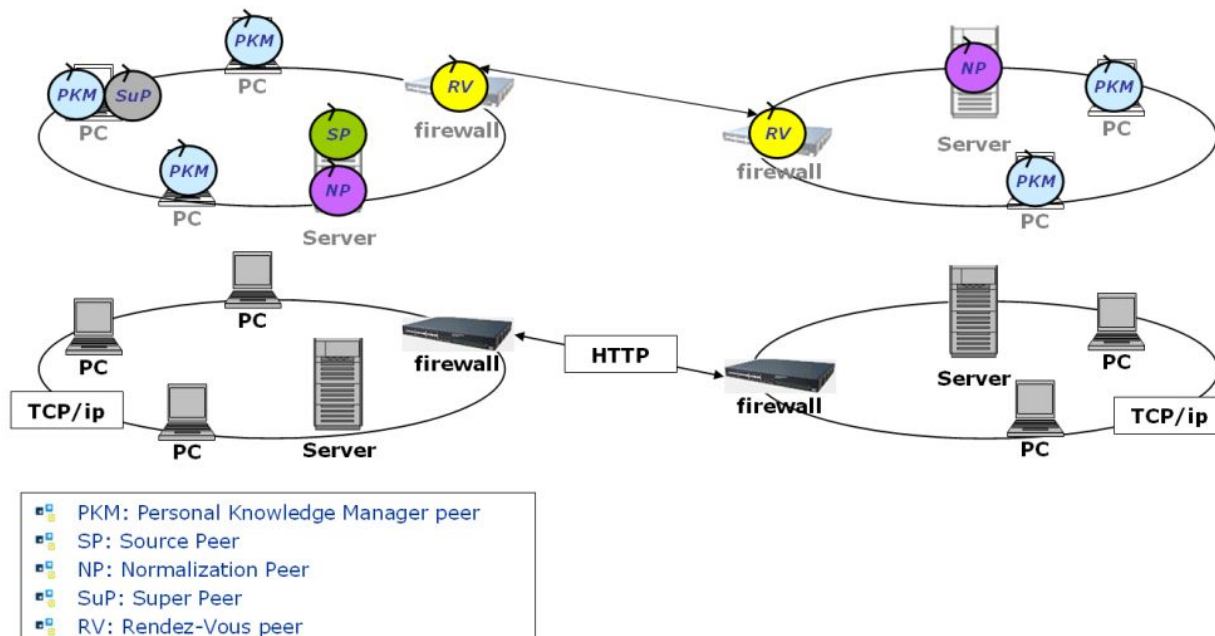 PKM
PC
PKM
SuP
PC
RV
firewall
SP
PKM
PC
NP
Server
NP
Server
PKM
PC
RV
firewall
PKM
PC
PC
PC
TCP/ip
PC
Server
firewall
HTTP
firewall
Server
PC
PC
TCP/ip
PKM: Personal Knowledge Manager peer
SP: Source Peer
NP: Normalization Peer
SuP: Super Peer
RV: Rendez-Vous peer